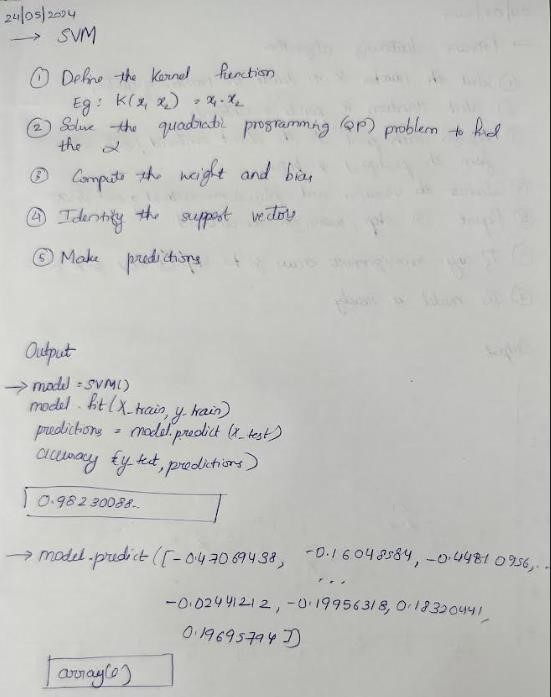 24/05/2024
→ SVM
① Define the Kernel function
Eg: K(x₁ x₂) = x₁·x₂
② Solve the quadratic programming (QP) problem to find
the α
③ Compute the weight and bias
④ Identify the support vectors
⑤ Make predictions
Output
→ model = SVM()
model.fit(X_train, y_train)
predictions = model.predict(x_test)
accuracy (y_test, predictions)
0.98230088..
→ model.predict([-0.47069438, -0.16048584, -0.44810956,..
...
-0.02441212, -0.19956318, 0.18320441,
0.19695794])
array(0)